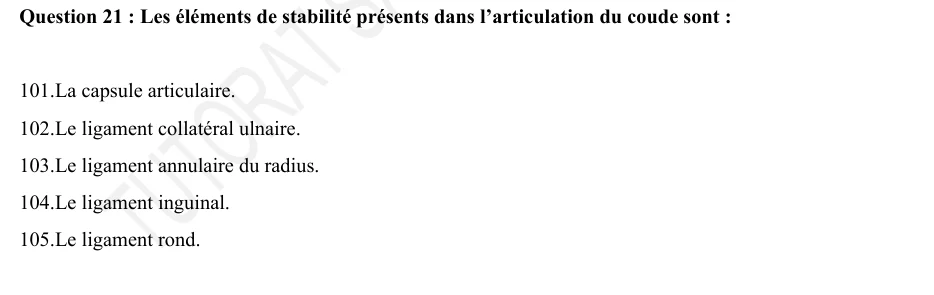 Question 21 : Les éléments de stabilité présents dans l’articulation du coude sont :
101.La capsule articulaire.
102.Le ligament collatéral ulnaire.
103.Le ligament annulaire du radius.
104.Le ligament inguinal.
105.Le ligament rond.
TUTORAT